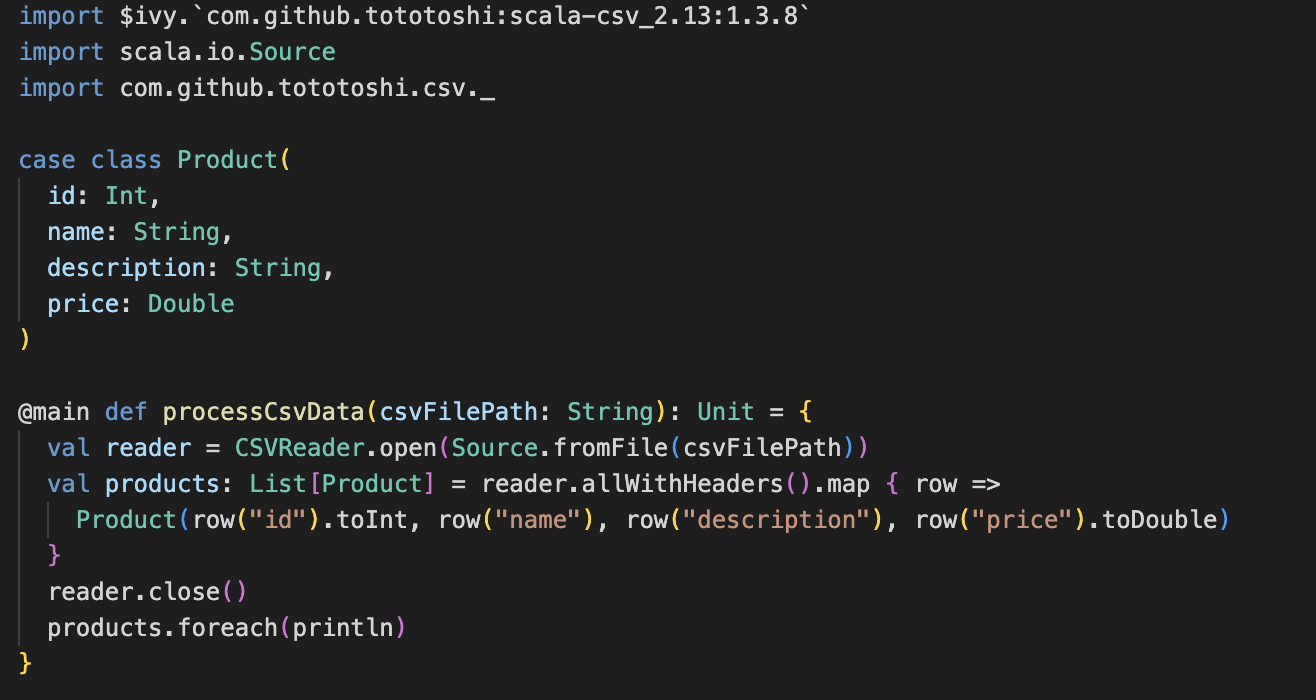 import $ivy.`com.github.tototoshi:scala-csv_2.13:1.3.8`
import scala.io.Source
import com.github.tototoshi.csv._

case class Product(
  id: Int,
  name: String,
  description: String,
  price: Double
)

@main def processCsvData(csvFilePath: String): Unit = {
  val reader = CSVReader.open(Source.fromFile(csvFilePath))
  val products: List[Product] = reader.allWithHeaders().map { row =>
    Product(row("id").toInt, row("name"), row("description"), row("price").toDouble)
  }
  reader.close()
  products.foreach(println)
}